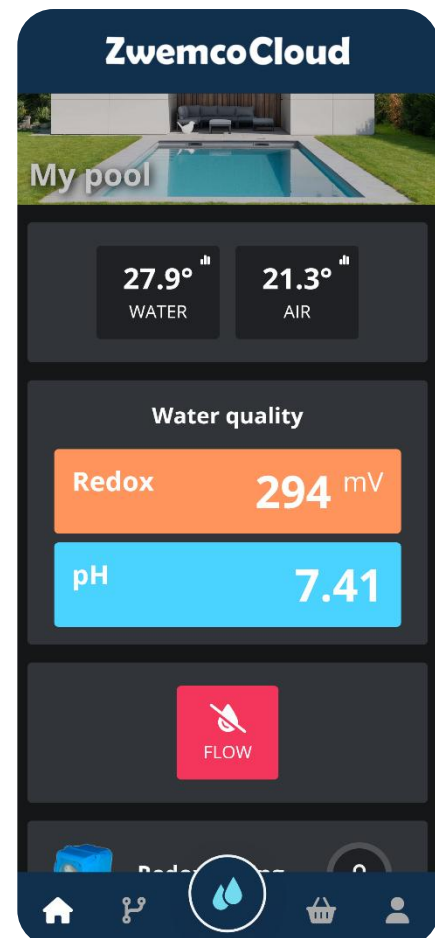 ZwemcoCloud
My pool
27.9°
WATER
21.3°
AIR
Water quality
Redox
294 mV
pH
7.41
FLOW